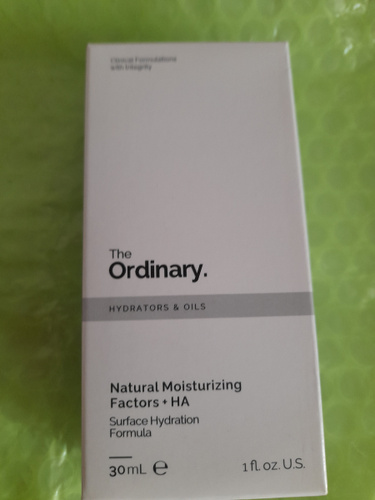 Clinical Formulations
with Integrity
The
Ordinary.
HYDRATORS & OILS
Natural Moisturizing
Factors + HA
Surface Hydration
Formula
30mL ℮ 1 fl. oz. U.S.